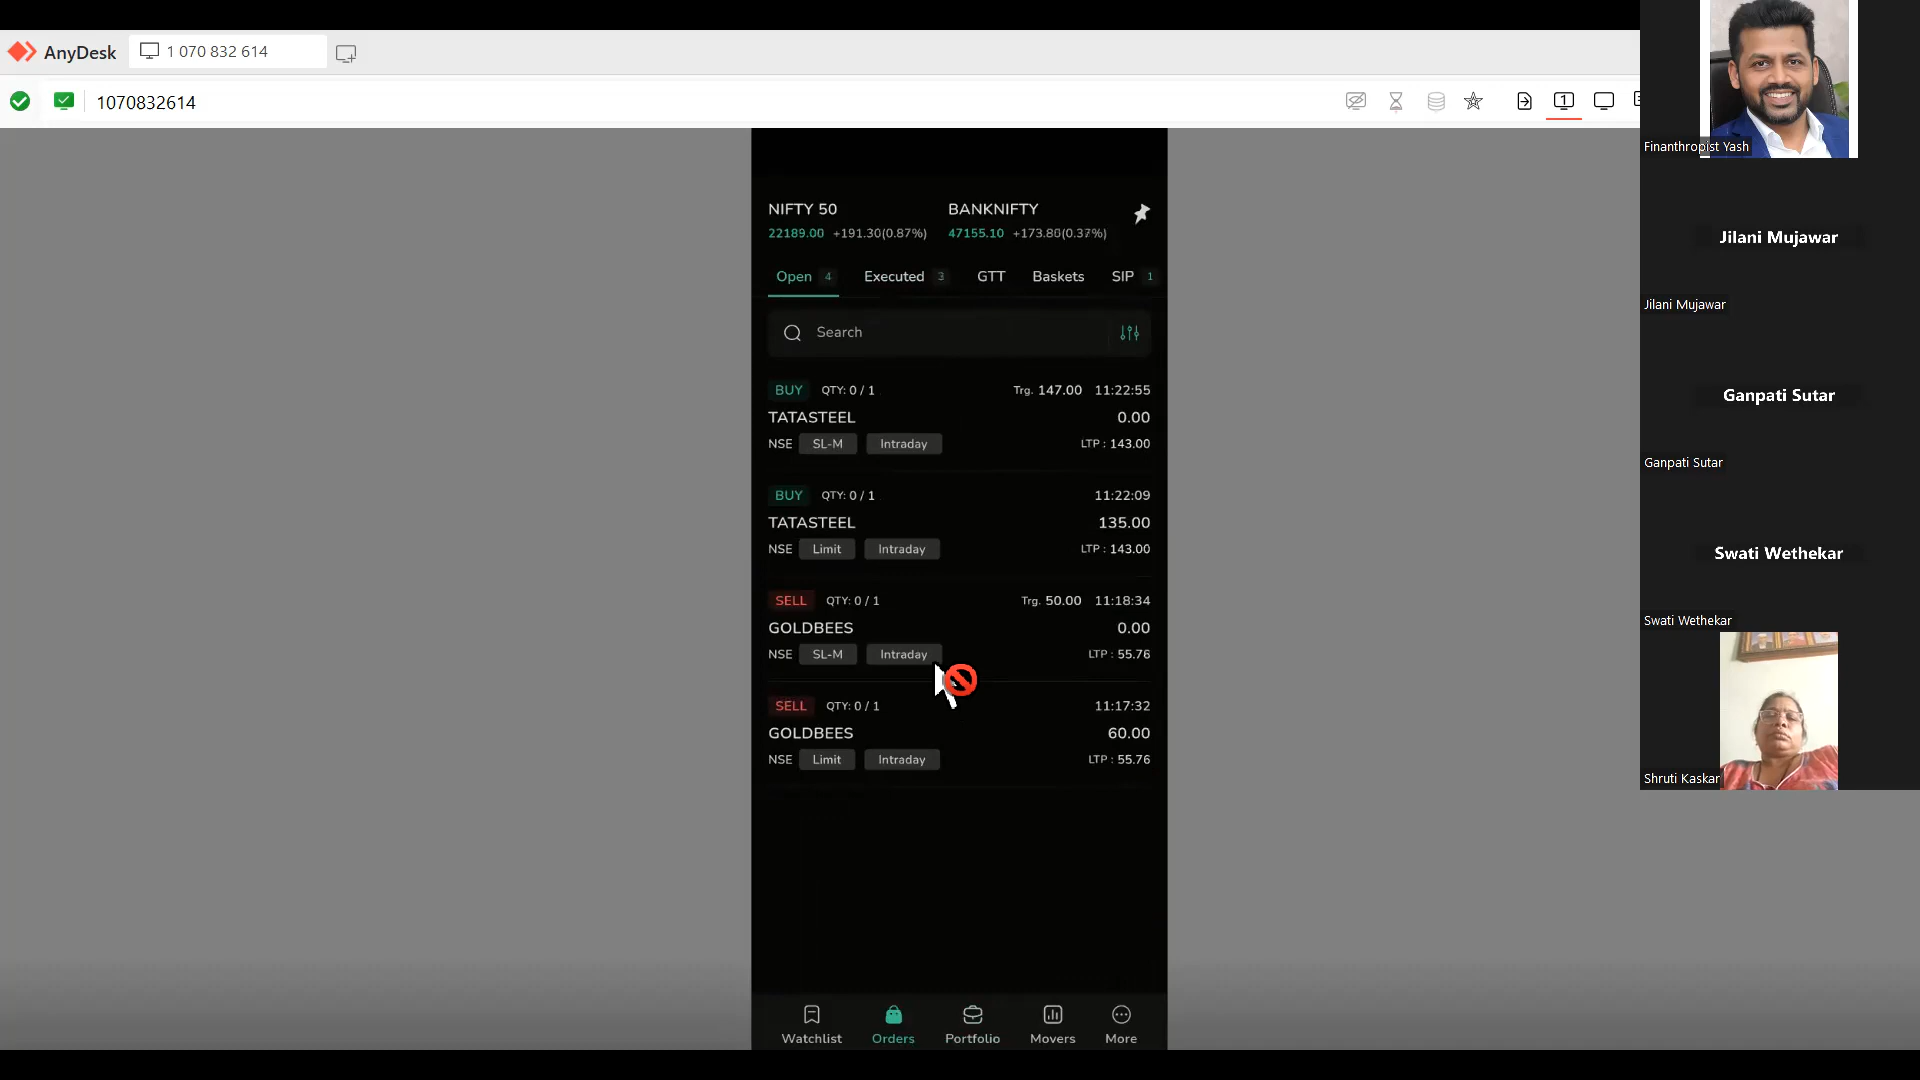 AnyDesk
1 070 832 614
1070832614
1
NIFTY 50
BANKNIFTY
22189.00 +191.30(0.87%)
47155.10 +173.80(0.37%)
Open 4
Executed 3
GTT
Baskets
SIP 1
Search
BUY QTY: 0 / 1 Trg. 147.00 11:22:55
TATASTEEL 0.00
NSE SL-M Intraday LTP : 143.00
BUY QTY: 0 / 1 11:22:09
TATASTEEL 135.00
NSE Limit Intraday LTP : 143.00
SELL QTY: 0 / 1 Trg. 50.00 11:18:34
GOLDBEES 0.00
NSE SL-M Intraday LTP : 55.76
SELL QTY: 0 / 1 11:17:32
GOLDBEES 60.00
NSE Limit Intraday LTP : 55.76
Watchlist
Orders
Portfolio
Movers
More
Finanthropist Yash
Jilani Mujawar
Jilani Mujawar
Ganpati Sutar
Ganpati Sutar
Swati Wethekar
Swati Wethekar
Shruti Kaskar